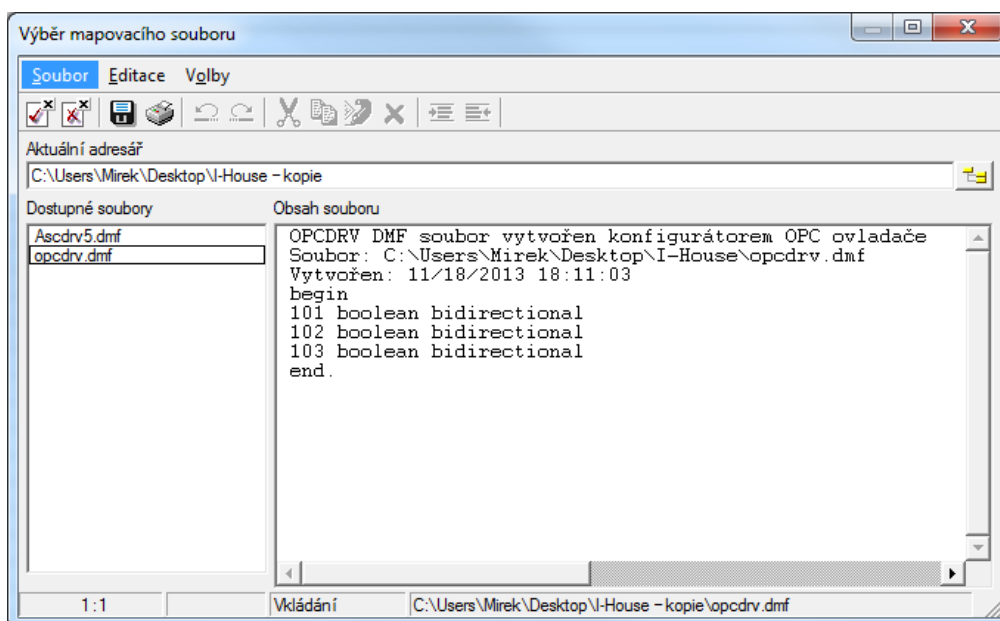 Výběr mapovacího souboru
Soubor Editace Volby
Aktuální adresář
C:\Users\Mirek\Desktop\I-House – kopie
Dostupné soubory
Ascdrv5.dmf
opcdrv.dmf
Obsah souboru
OPCDRV DMF soubor vytvořen konfigurátorem OPC ovladače
Soubor: C:\Users\Mirek\Desktop\I-House\opcdrv.dmf
Vytvořen: 11/18/2013 18:11:03
begin
101 boolean bidirectional
102 boolean bidirectional
103 boolean bidirectional
end.
1:1 Vkládání C:\Users\Mirek\Desktop\I-House – kopie\opcdrv.dmf